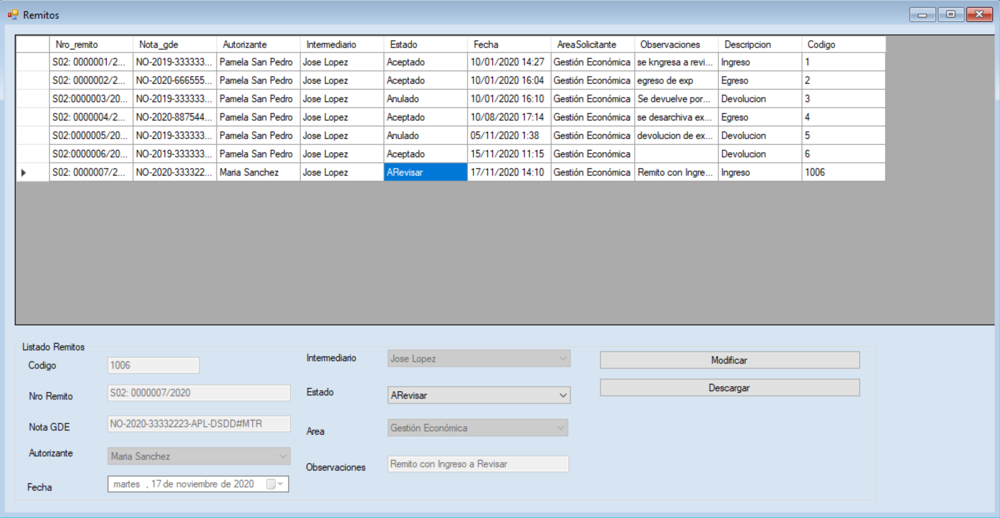 Remitos
Nro_remito Nota_gde Autorizante Intermediario Estado Fecha AreaSolicitante Observaciones Descripcion Codigo
S02: 0000001/2... NO-2019-333333... Pamela San Pedro Jose Lopez Aceptado 10/01/2020 14:27 Gestión Económica se kngresa a revi... Ingreso 1
S02: 0000002/2... NO-2020-666555... Pamela San Pedro Jose Lopez Aceptado 10/01/2020 16:04 Gestión Económica egreso de exp Egreso 2
S02:0000003/20... NO-2019-333333... Pamela San Pedro Jose Lopez Anulado 10/01/2020 16:10 Gestión Económica Se devuelve por... Devolucion 3
S02: 0000004/2... NO-2020-887544... Pamela San Pedro Jose Lopez Aceptado 10/08/2020 17:14 Gestión Económica se desarchiva ex... Egreso 4
S02:0000005/20... NO-2019-333333... Pamela San Pedro Jose Lopez Anulado 05/11/2020 1:38 Gestión Económica devolucion de ex... Devolucion 5
S02:0000006/20... NO-2019-333333... Pamela San Pedro Jose Lopez Aceptado 15/11/2020 11:15 Gestión Económica Devolucion 6
S02: 0000007/2... NO-2020-333322... Maria Sanchez Jose Lopez ARevisar 17/11/2020 14:10 Gestión Económica Remito con Ingre... Ingreso 1006
Listado Remitos
Codigo 1006
Nro Remito S02: 0000007/2020
Nota GDE NO-2020-33332223-APL-DSDD#MTR
Autorizante Maria Sanchez
Fecha martes , 17 de noviembre de 2020
Intermediario Jose Lopez
Estado ARevisar
Area Gestión Económica
Observaciones Remito con Ingreso a Revisar
Modificar
Descargar